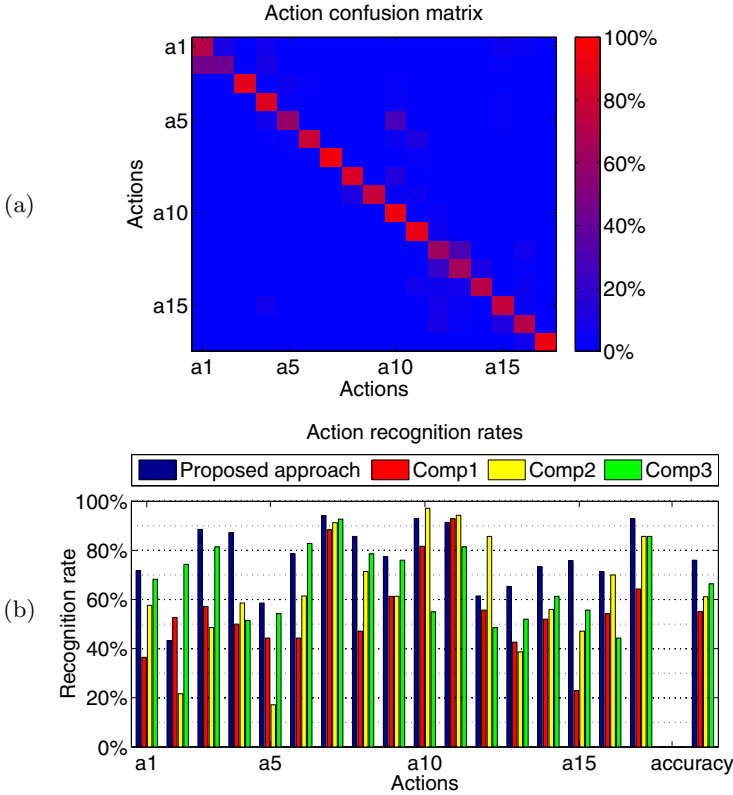 Action confusion matrix
a1
a5
a10
a15
Actions
(a)
a1
a5
a10
a15
Actions
100%
80%
60%
40%
20%
0%
Action recognition rates
Proposed approach
Comp1
Comp2
Comp3
100%
80%
60%
40%
20%
0%
Recognition rate
(b)
a1
a5
a10
a15
accuracy
Actions